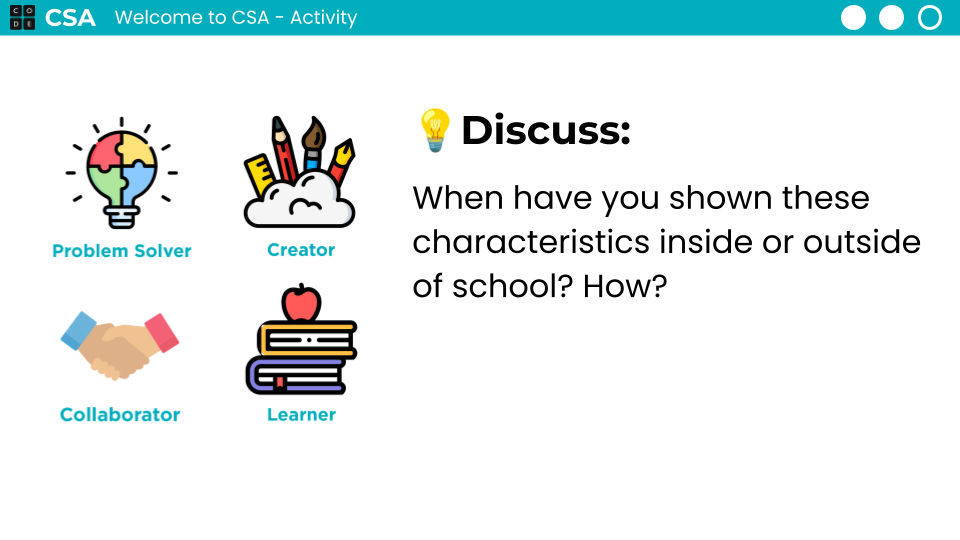 CODE CSA Welcome to CSA - Activity
Problem Solver
Creator
Collaborator
Learner
Discuss:
When have you shown these
characteristics inside or outside
of school? How?